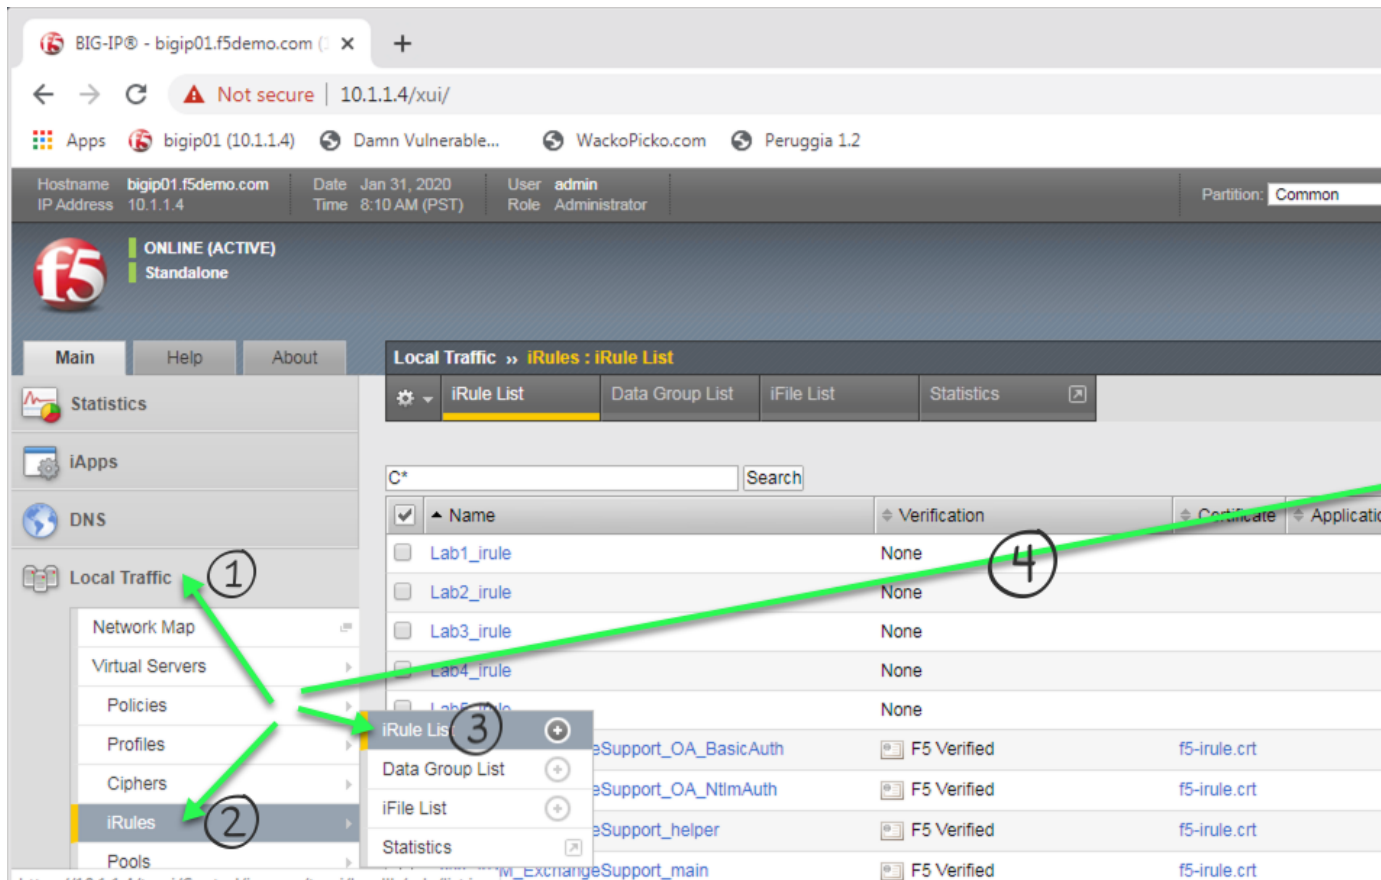 BIG-IP® - bigip01.f5demo.com
Not secure | 10.1.1.4/xui/
Apps bigip01 (10.1.1.4) Damn Vulnerable... WackoPicko.com Peruggia 1.2
Hostname bigip01.f5demo.com Date Jan 31, 2020 User admin
IP Address 10.1.1.4 Time 8:10 AM (PST) Role Administrator
Partition: Common
f5
ONLINE (ACTIVE)
Standalone
Main Help About
Local Traffic ›› iRules : iRule List
iRule List Data Group List iFile List Statistics
Statistics
iApps
DNS
Local Traffic 1
Network Map
Virtual Servers
Policies
Profiles
Ciphers
iRules 2
Pools
C* Search
Name Verification Certificate Applicatio
Lab1_irule None
4
Lab2_irule None
Lab3_irule None
Lab4_irule None
None
iRule List 3
Data Group List
iFile List
Statistics
eSupport_OA_BasicAuth F5 Verified f5-irule.crt
eSupport_OA_NtlmAuth F5 Verified f5-irule.crt
eSupport_helper F5 Verified f5-irule.crt
M_ExchangeSupport_main F5 Verified f5-irule.crt